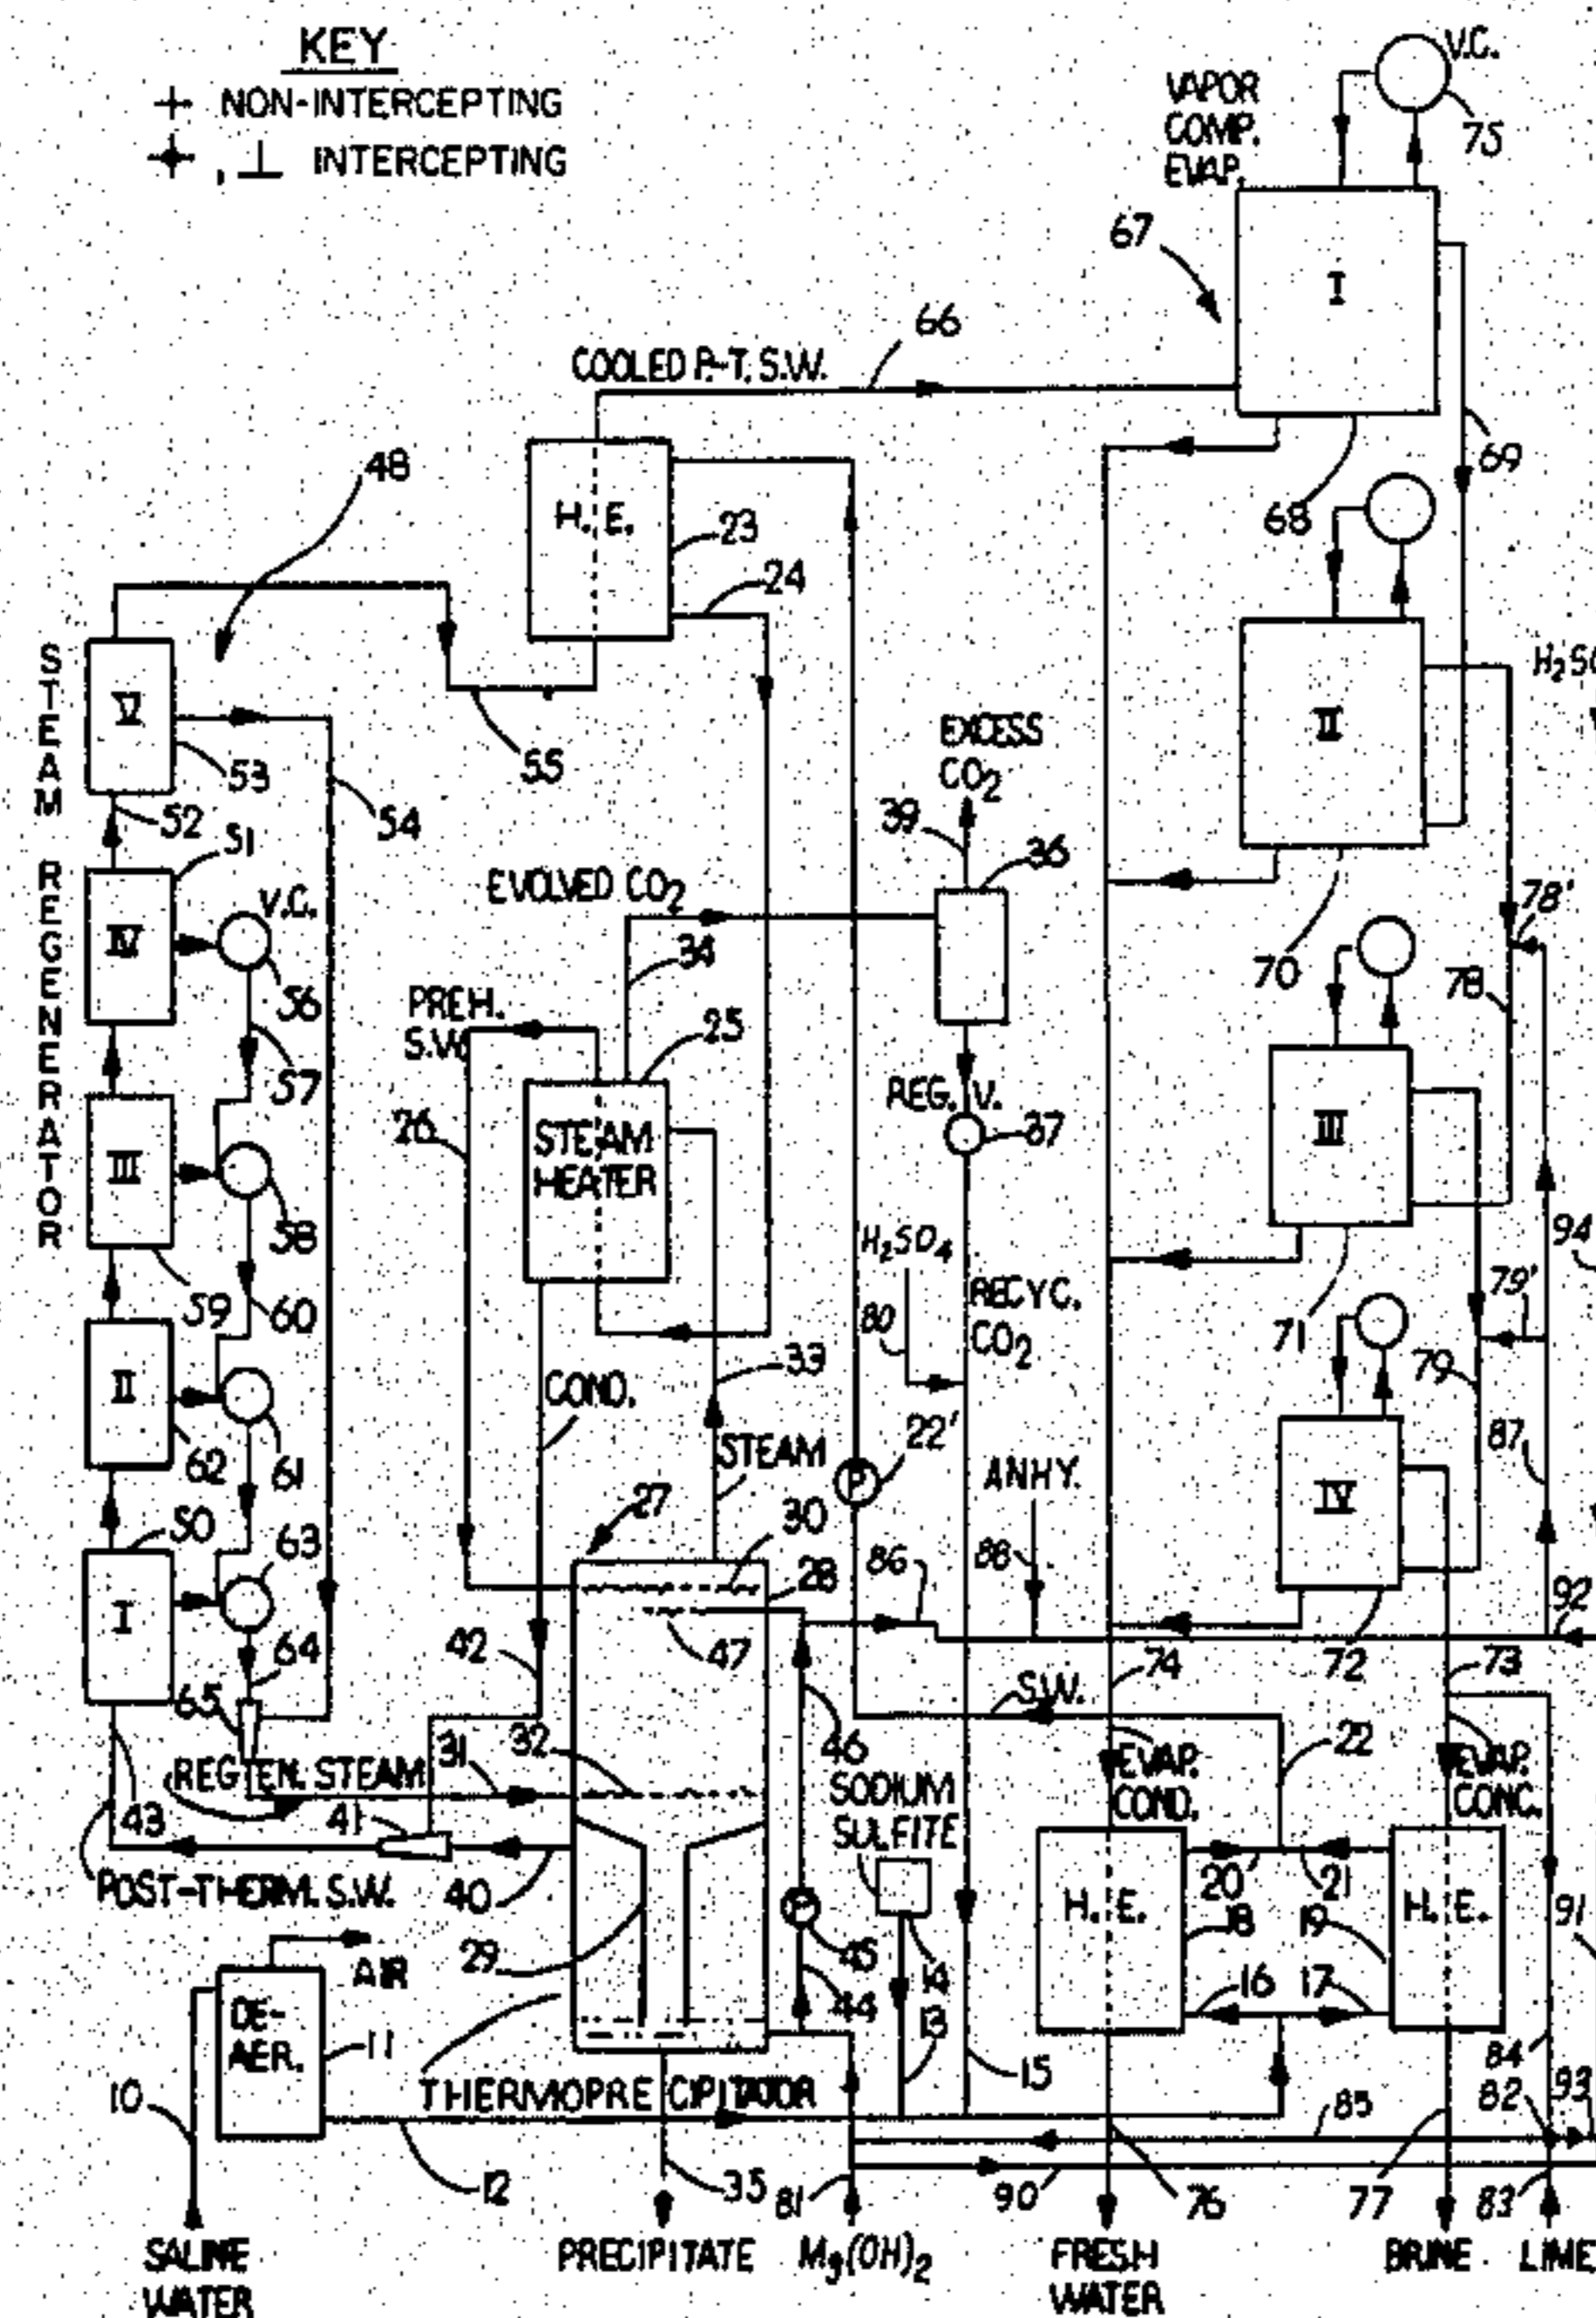 KEY
NON-INTERCEPTING
INTERCEPTING
V.C.
VAPOR
COMP.
EVAP.
75
67
I
66
COOLED P.-T. S.W.
48
69
68
H. E.
23
24
STEAM REGENERATOR
V
II
H₂SO
53
55
EXCESS
CO₂
52
54
39
36
51
EVOLVED CO₂
V.C.
78'
IV
34
70
78
56
PREH.
S.W.
25
57
REG. V.
37
III
26
STEAM
HEATER
III
58
H₂SO₄
94
59
60
80
RECYC.
CO₂
79'
71
33
79
II
COND.
22'
87
62
61
STEAM
P
ANHY.
IV
27
30
50
63
86
88
28
92
I
47
42
64
74
72
73
65
S.W.
31
32
46
22
REGEN. STEAM
EVAP.
COND.
EVAP.
CONC.
43
41
SODIUM
SULFITE
POST-THERM. S.W.
40
20'
21
P
H. E.
18
19
H. E.
91
29
45
14
AIR
DE-
AER.
44
13
16
17
11
84
10
THERMOPRECIPITATOR
15
82
93
85
12
35
81
90
76
77
83
SALINE
WATER
PRECIPITATE
Mg(OH)₂
FRESH
WATER
BRINE
LIME